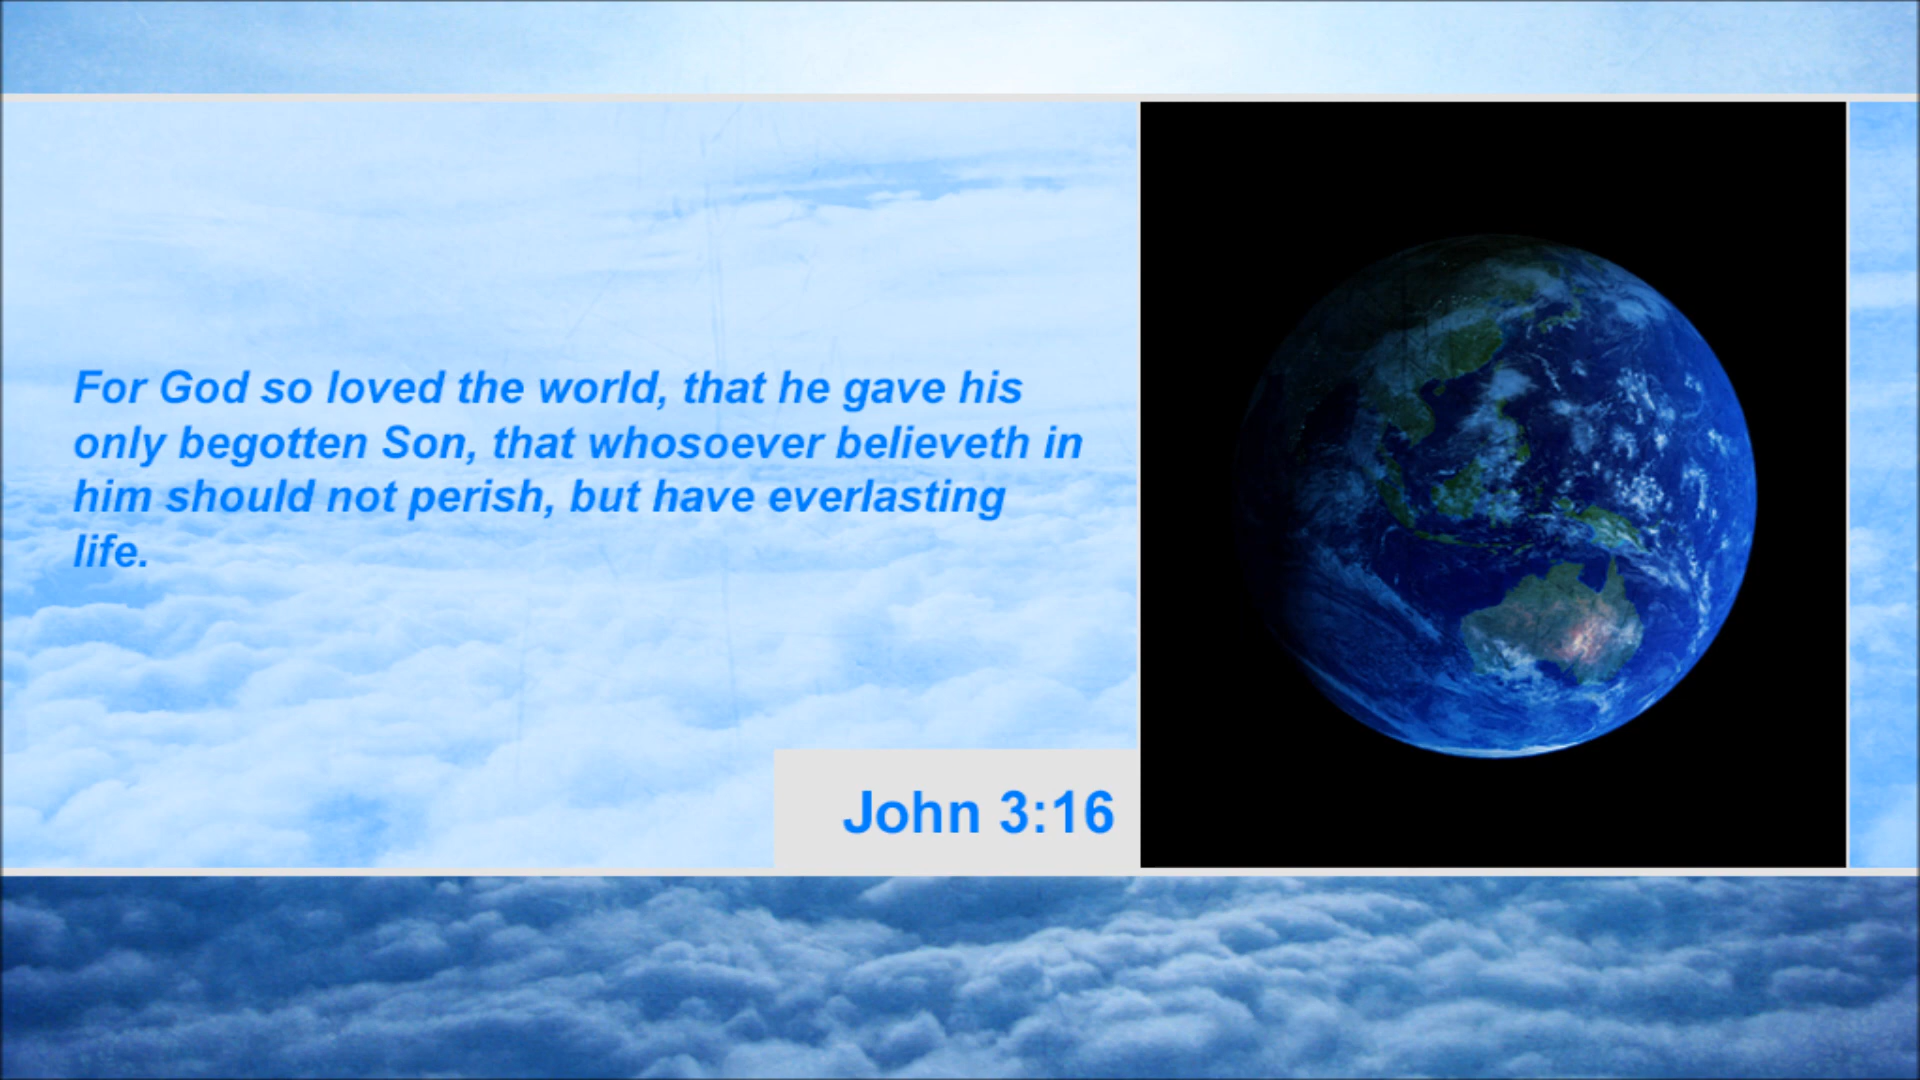 For God so loved the world, that he gave his
only begotten Son, that whosoever believeth in
him should not perish, but have everlasting
life.
John 3:16